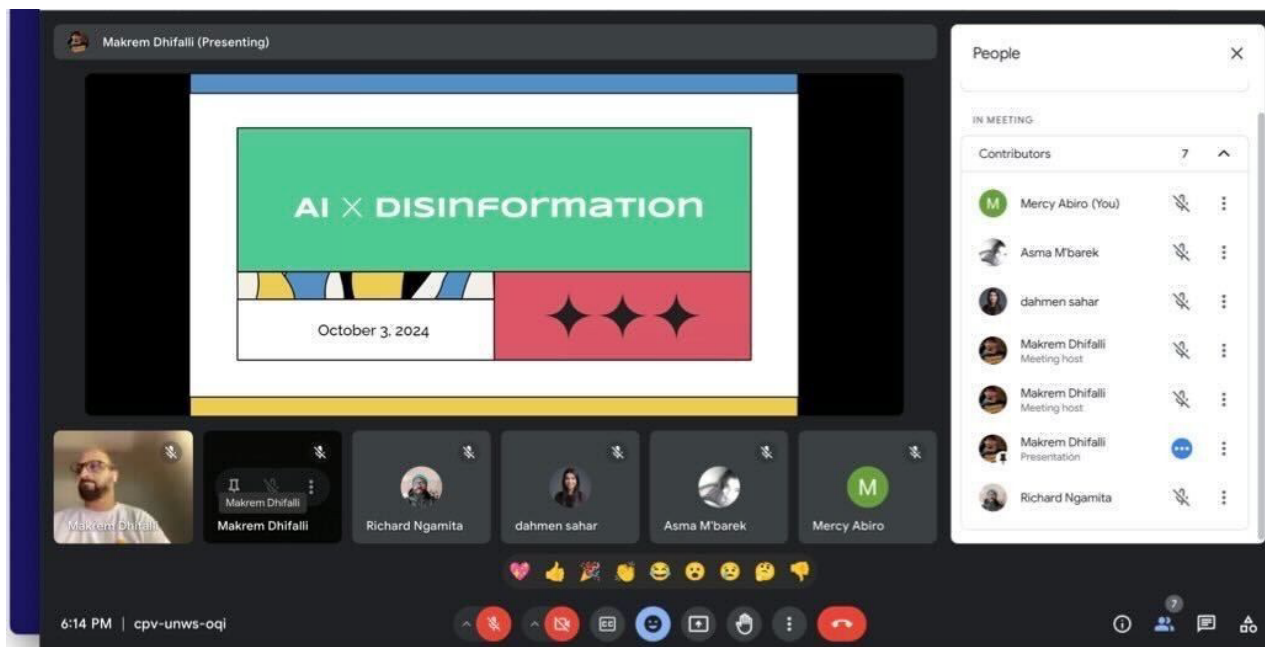 Makrem Dhifalli (Presenting)
AI X DISINFORMATION
October 3, 2024
Makrem Dhifalli
Makrem Dhifalli
Makrem Dhifalli
Richard Ngamita
dahmen sahar
Asma M'barek
M
Mercy Abiro
6:14 PM | cpv-unws-oqi
CC
People
IN MEETING
Contributors 7
M Mercy Abiro (You)
Asma M'barek
dahmen sahar
Makrem Dhifalli
Meeting host
Makrem Dhifalli
Meeting host
Makrem Dhifalli
Presentation
Richard Ngamita
7